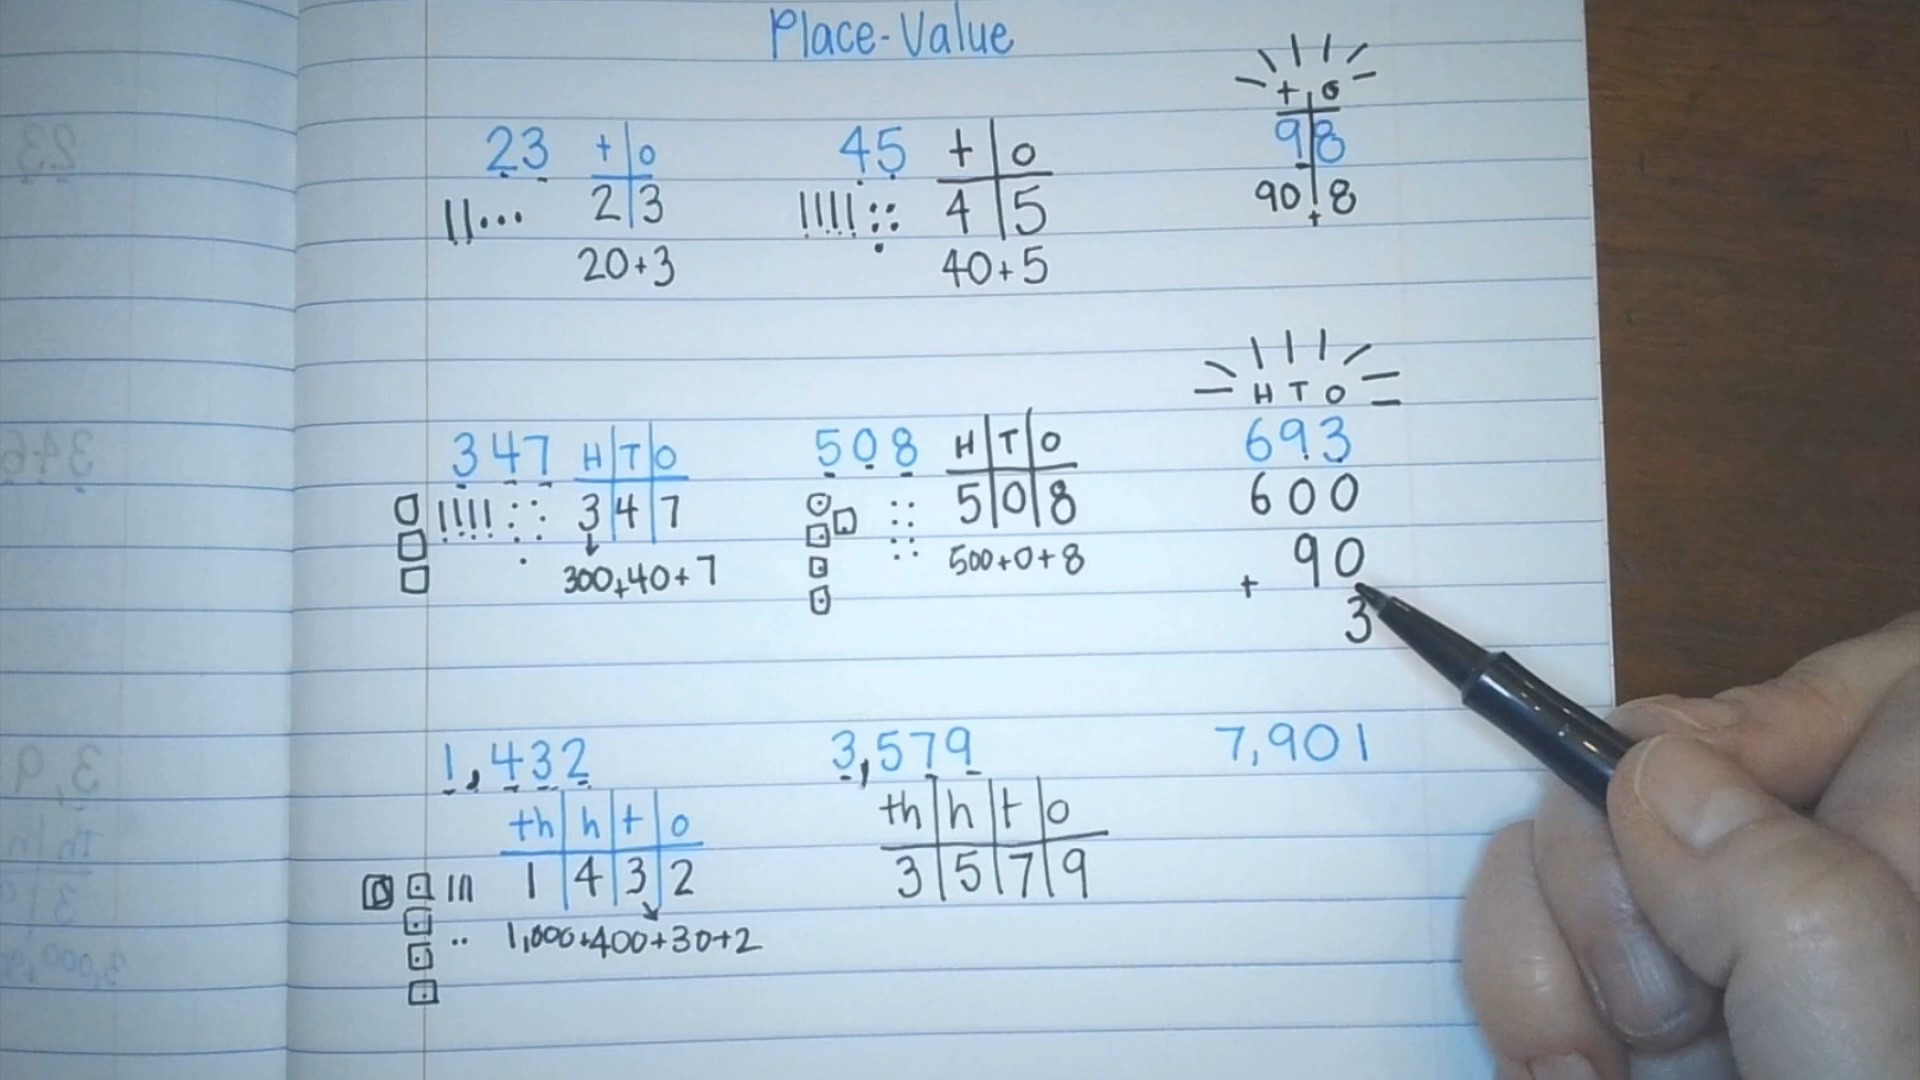 Place-Value
23 t o
2 3
20+3
45 t o
4 5
40+5
t o
98
90+8
347 H T O
3 4 7
300+40+7
508 H T O
5 0 8
500+0+8
H T O
693
600
90
+
3
1,432
th h t o
1 4 3 2
1,000+400+30+2
3,579
th h t o
3 5 7 9
7,901